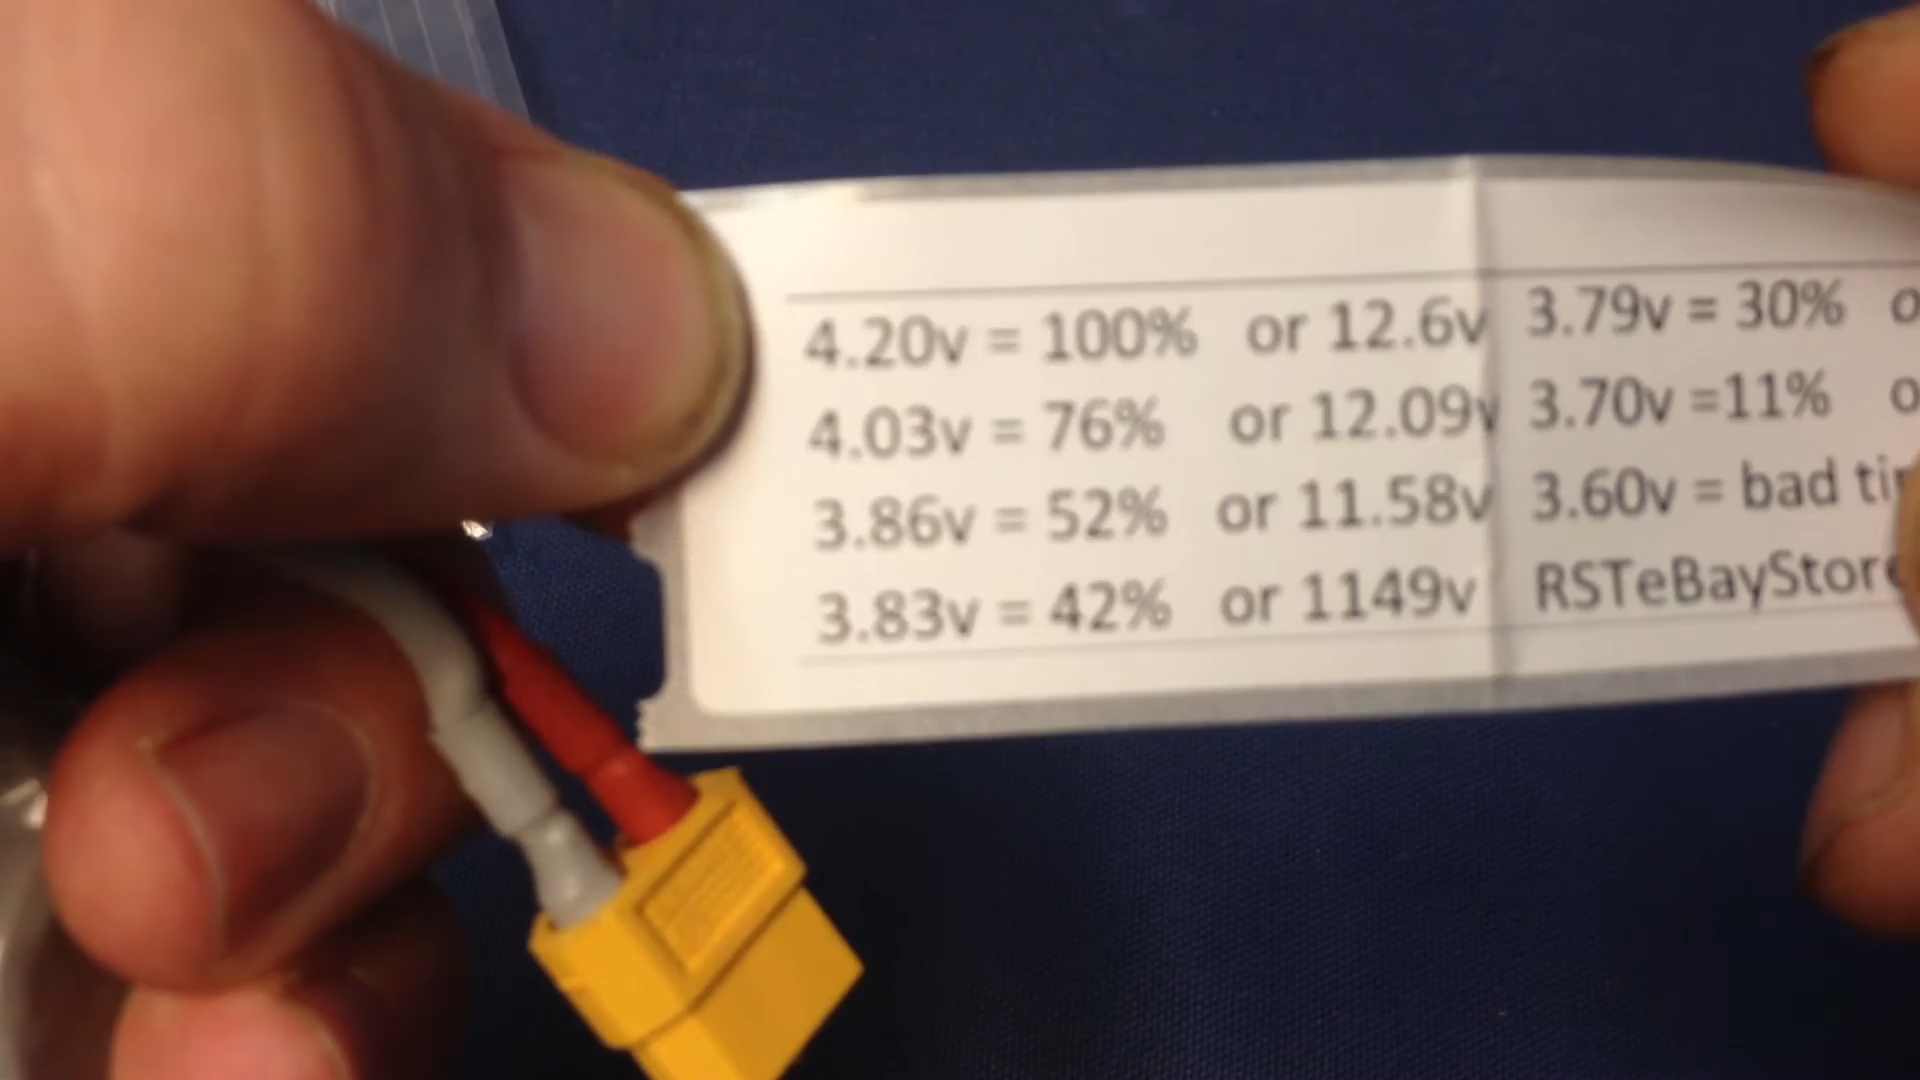 4.20v = 100% or 12.6v
4.03v = 76% or 12.09v
3.86v = 52% or 11.58v
3.83v = 42% or 1149v
3.79v = 30%
3.70v =11%
3.60v = bad
RSTeBayStore